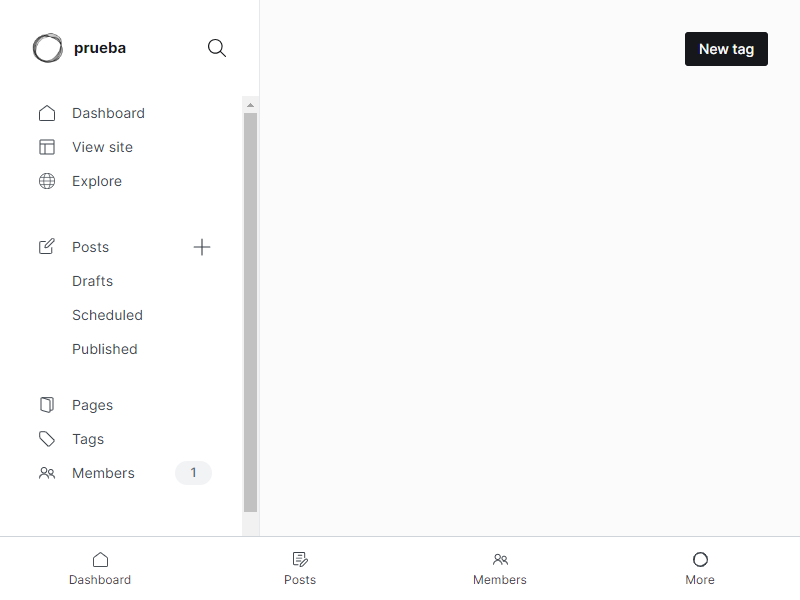 prueba
New tag
Dashboard
View site
Explore
Posts
Drafts
Scheduled
Published
Pages
Tags
Members 1
Dashboard Posts Members More